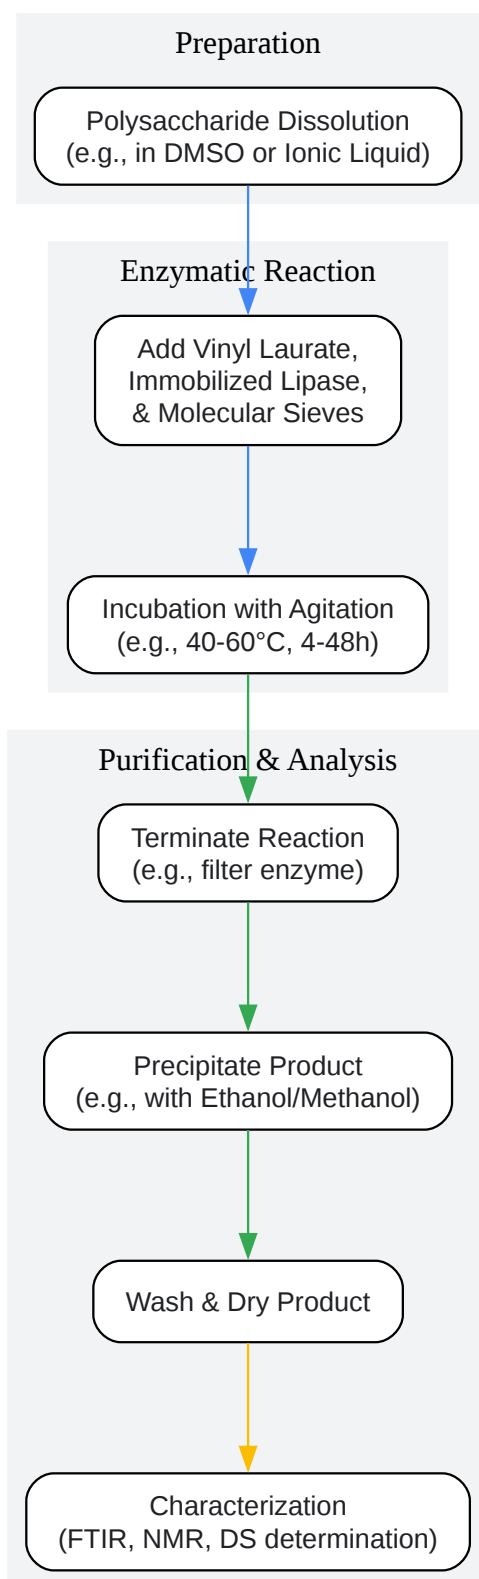 Preparation
Polysaccharide Dissolution
(e.g., in DMSO or Ionic Liquid)
Enzymatic Reaction
Add Vinyl Laurate,
Immobilized Lipase,
& Molecular Sieves
Incubation with Agitation
(e.g., 40-60°C, 4-48h)
Purification & Analysis
Terminate Reaction
(e.g., filter enzyme)
Precipitate Product
(e.g., with Ethanol/Methanol)
Wash & Dry Product
Characterization
(FTIR, NMR, DS determination)